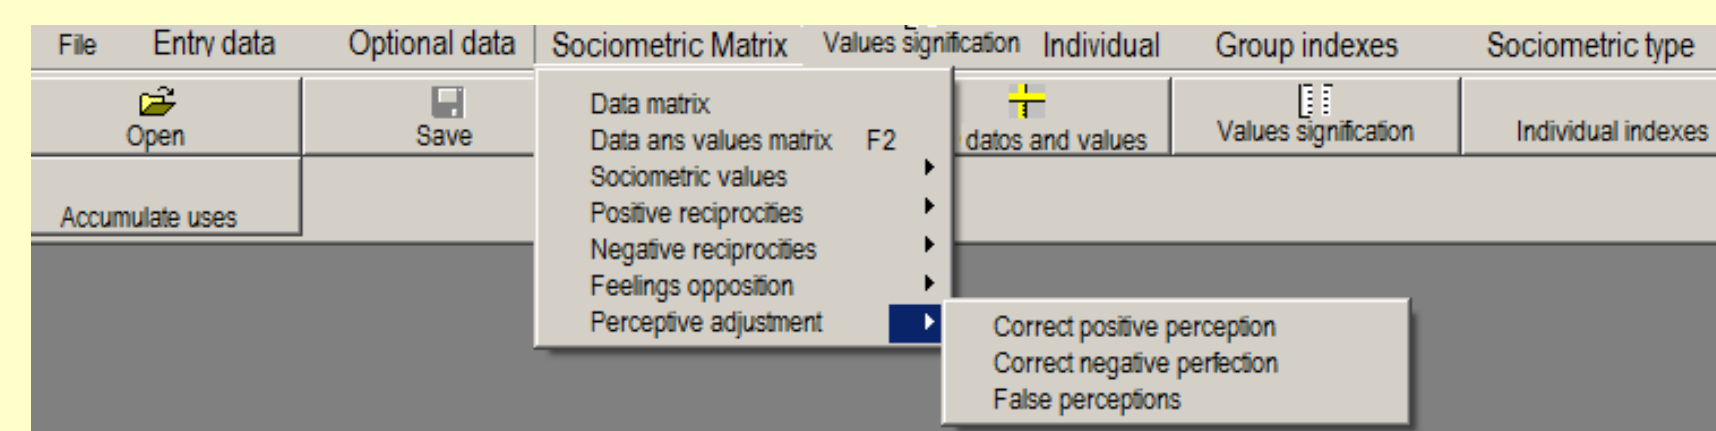 File Entry data Optional data Sociometric Matrix Values signification Individual Group indexes Sociometric type
Open Save datos and values Values signification Individual indexes
Accumulate uses
Data matrix
Data ans values matrix F2
Sociometric values
Positive reciprocities
Negative reciprocities
Feelings opposition
Perceptive adjustment
Correct positive perception
Correct negative perfection
False perceptions